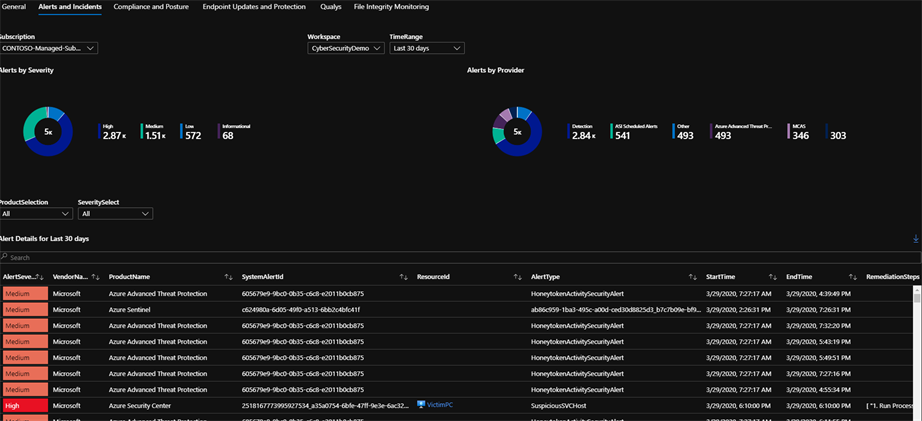 General Alerts and Incidents Compliance and Posture Endpoint Updates and Protection Qualys File Integrity Monitoring
Subscription Workspace TimeRange
CONTOSO-Managed-Sub... CyberSecurityDemo Last 30 days
Alerts by Severity Alerts by Provider
5K High 2.87 K Medium 1.51 K Low 572 Informational 68
5K Detection 2.84 K ASI Scheduled Alerts 541 Other 493 Azure Advanced Threat Pr... 493 MCAS 346 303
ProductSelection SeveritySelect
All All
Alert Details for Last 30 days
Search
AlertSeve... VendorNa... ProductName SystemAlertId ResourceId AlertType StartTime EndTime RemediationSteps
Medium Microsoft Azure Advanced Threat Protection 605679e9-9bc0-0b35-c6c8-e2011b0cb875 HoneytokenActivitySecurityAlert 3/29/2020, 7:27:17 AM 3/29/2020, 4:39:49 PM
Medium Microsoft Azure Sentinel c624980a-6d05-49f0-a513-6bb2c4bfc41f ab86c959-1ba3-495c-a00d-ced30d8825d3_b7c7b09e-bf9... 3/29/2020, 2:26:31 PM 3/29/2020, 7:26:31 PM
Medium Microsoft Azure Advanced Threat Protection 605679e9-9bc0-0b35-c6c8-e2011b0cb875 HoneytokenActivitySecurityAlert 3/29/2020, 7:27:17 AM 3/29/2020, 7:32:20 PM
Medium Microsoft Azure Advanced Threat Protection 605679e9-9bc0-0b35-c6c8-e2011b0cb875 HoneytokenActivitySecurityAlert 3/29/2020, 7:27:17 AM 3/29/2020, 5:43:19 PM
Medium Microsoft Azure Advanced Threat Protection 605679e9-9bc0-0b35-c6c8-e2011b0cb875 HoneytokenActivitySecurityAlert 3/29/2020, 7:27:17 AM 3/29/2020, 5:49:51 PM
Medium Microsoft Azure Advanced Threat Protection 605679e9-9bc0-0b35-c6c8-e2011b0cb875 HoneytokenActivitySecurityAlert 3/29/2020, 7:27:17 AM 3/29/2020, 7:27:16 PM
Medium Microsoft Azure Advanced Threat Protection 605679e9-9bc0-0b35-c6c8-e2011b0cb875 HoneytokenActivitySecurityAlert 3/29/2020, 7:27:17 AM 3/29/2020, 4:55:34 PM
High Microsoft Azure Security Center 2518167773995927534_a35a0754-6bfe-47ff-9e3e-6ac32... VictimPC SuspiciousSVCHost 3/29/2020, 6:10:00 PM 3/29/2020, 6:10:00 PM [ "1. Run Process